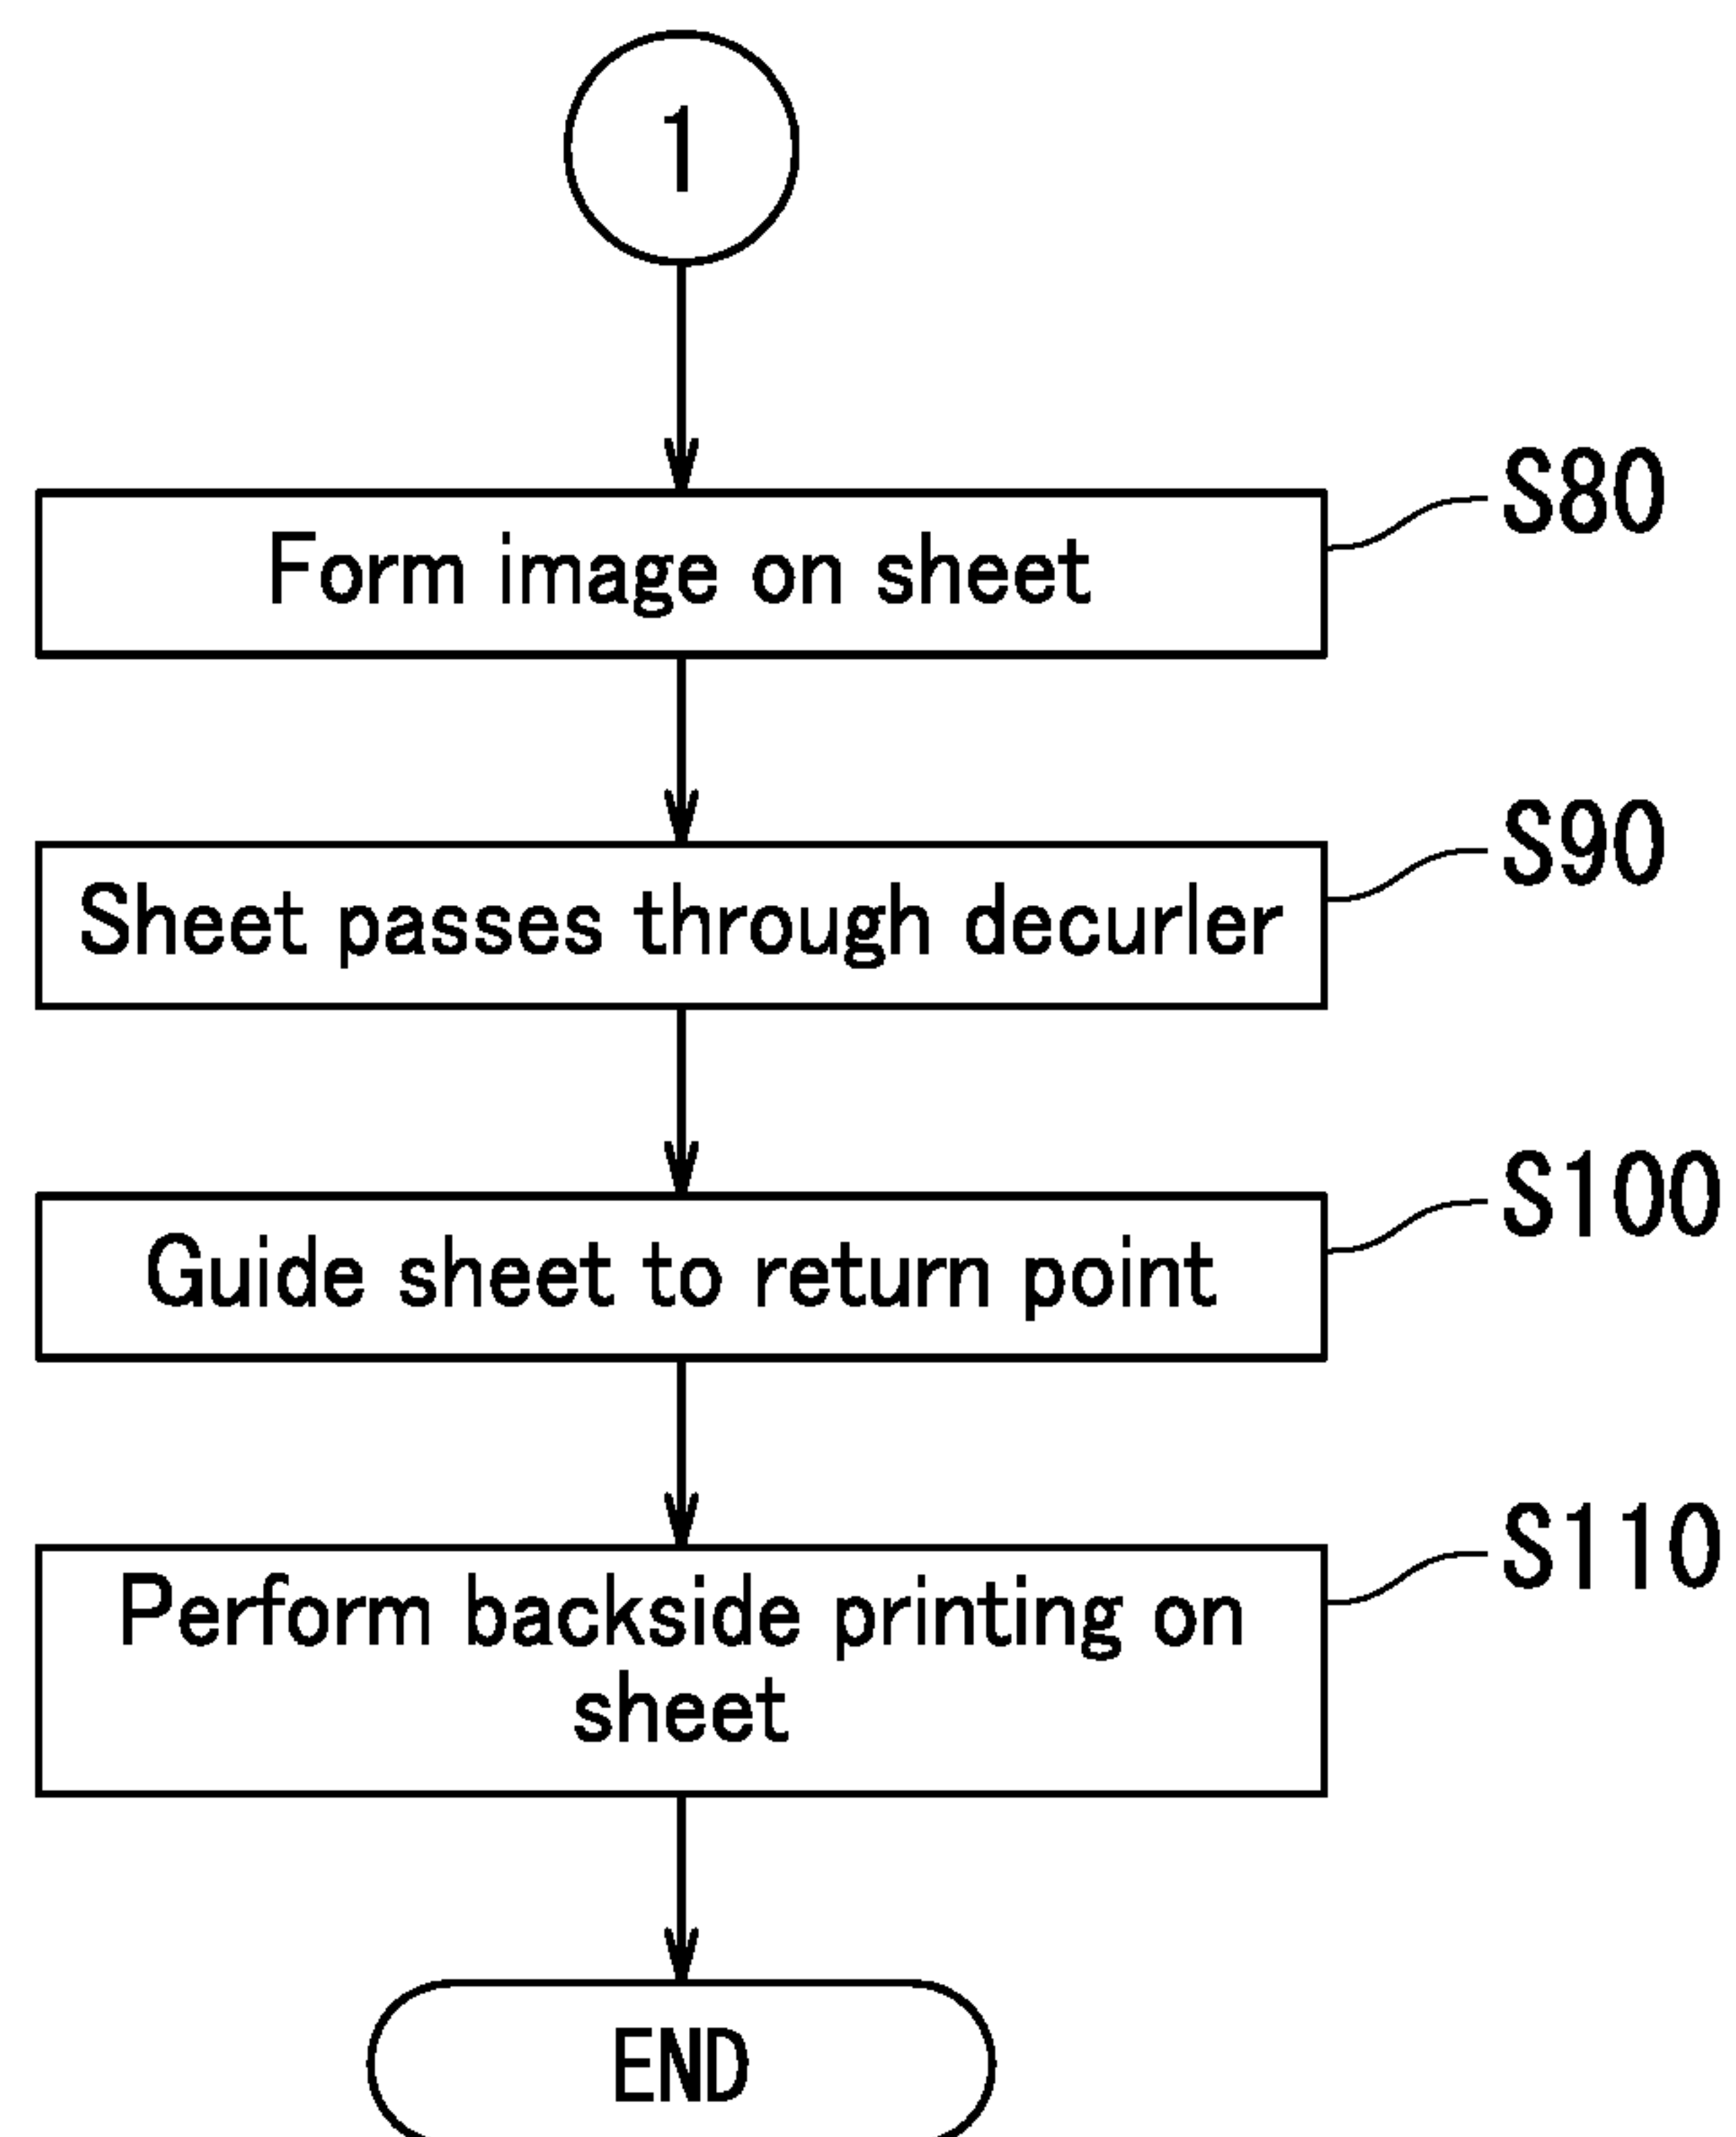 1
Form image on sheet
S80
Sheet passes through decurler
S90
Guide sheet to return point
S100
Perform backside printing on
sheet
S110
END